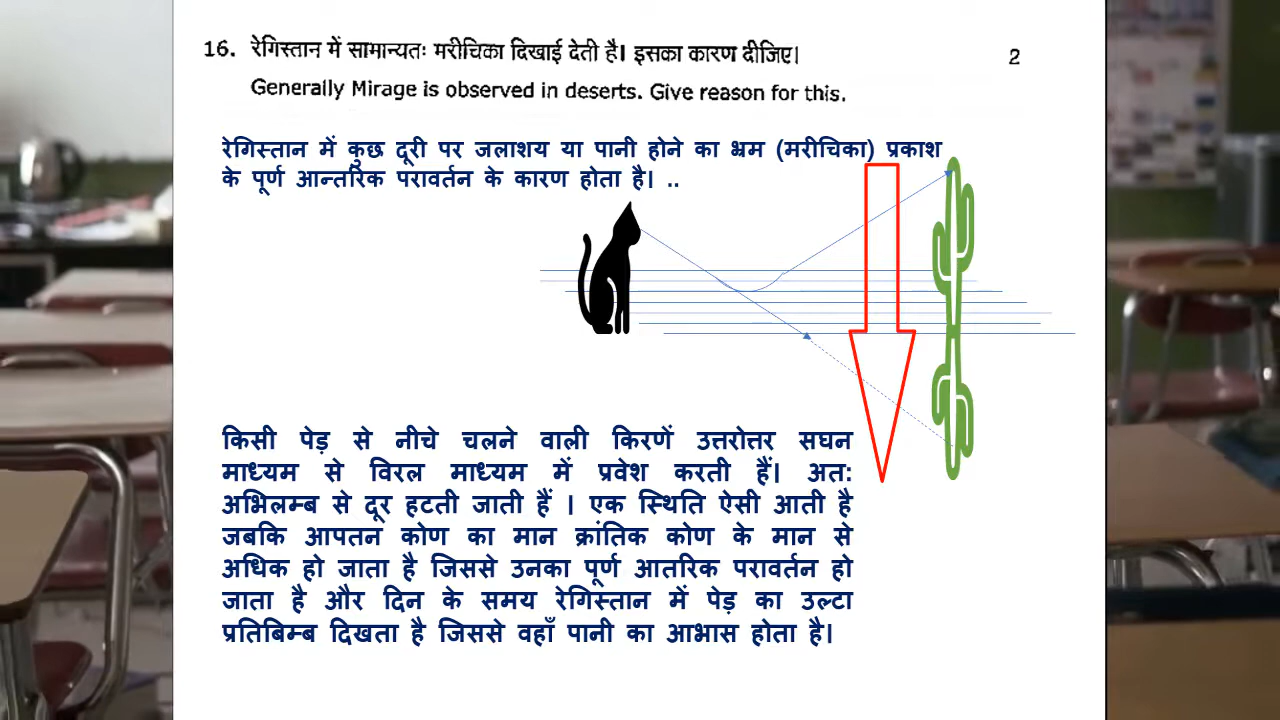 16. रेगिस्तान में सामान्यतः मरीचिका दिखाई देती है। इसका कारण दीजिए। 2
Generally Mirage is observed in deserts. Give reason for this.
रेगिस्तान में कुछ दूरी पर जलाशय या पानी होने का भ्रम (मरीचिका) प्रकाश
के पूर्ण आन्तरिक परावर्तन के कारण होता है। ..
किसी पेड़ से नीचे चलने वाली किरणें उत्तरोत्तर सघन
माध्यम से विरल माध्यम में प्रवेश करती हैं। अत:
अभिलम्ब से दूर हटती जाती हैं । एक स्थिति ऐसी आती है
जबकि आपतन कोण का मान क्रांतिक कोण के मान से
अधिक हो जाता है जिससे उनका पूर्ण आतरिक परावर्तन हो
जाता है और दिन के समय रेगिस्तान में पेड़ का उल्टा
प्रतिबिम्ब दिखता है जिससे वहाँ पानी का आभास होता है।